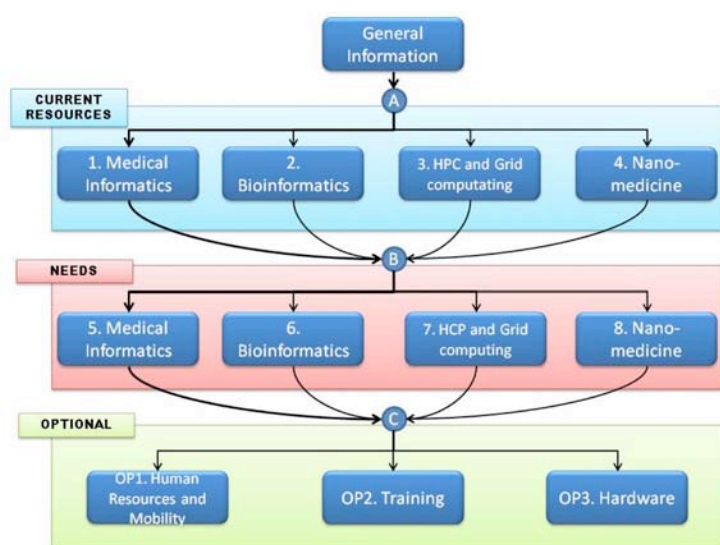 General
Information
A
CURRENT
RESOURCES
1. Medical
Informatics
2.
Bioinformatics
3. HPC and Grid
computating
4. Nano-
medicine
B
NEEDS
5. Medical
Informatics
6.
Bioinformatics
7. HCP and Grid
computing
8. Nano-
medicine
C
OPTIONAL
OP1. Human
Resources and
Mobility
OP2. Training
OP3. Hardware